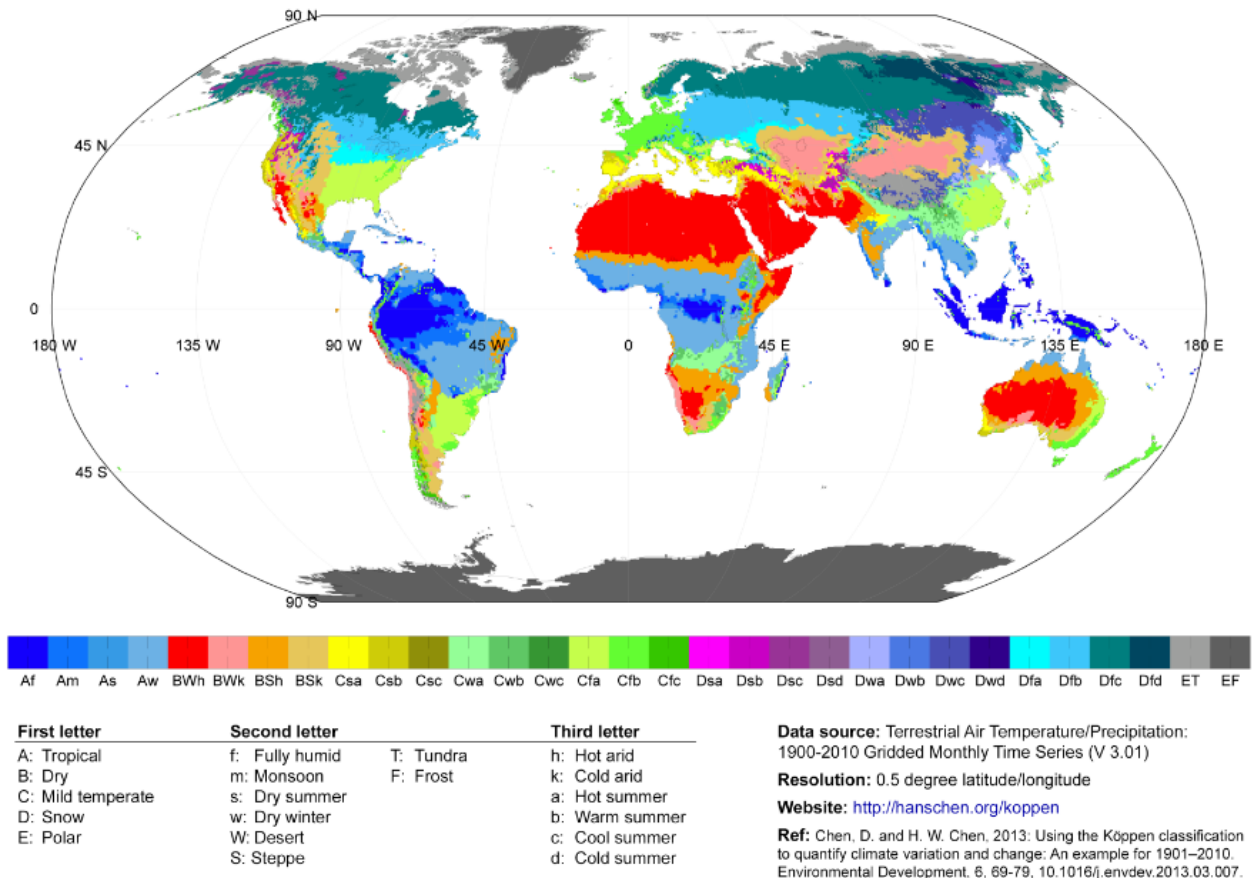 90 N
45 N
0
180 W 135 W 90 W 45 W 0 45 E 90 E 135 E 180 E
45 S
90 S
Af Am As Aw BWh BWk BSh BSk Csa Csb Csc Cwa Cwb Cwc Cfa Cfb Cfc Dsa Dsb Dsc Dsd Dwa Dwb Dwc Dwd Dfa Dfb Dfc Dfd ET EF
First letter
A: Tropical
B: Dry
C: Mild temperate
D: Snow
E: Polar
Second letter
f: Fully humid
m: Monsoon
s: Dry summer
w: Dry winter
W: Desert
S: Steppe
T: Tundra
F: Frost
Third letter
h: Hot arid
k: Cold arid
a: Hot summer
b: Warm summer
c: Cool summer
d: Cold summer
Data source: Terrestrial Air Temperature/Precipitation:
1900-2010 Gridded Monthly Time Series (V 3.01)
Resolution: 0.5 degree latitude/longitude
Website: http://hanschen.org/koppen
Ref: Chen, D. and H. W. Chen, 2013: Using the Köppen classification
to quantify climate variation and change: An example for 1901–2010.
Environmental Development, 6, 69-79, 10.1016/j.envdev.2013.03.007.